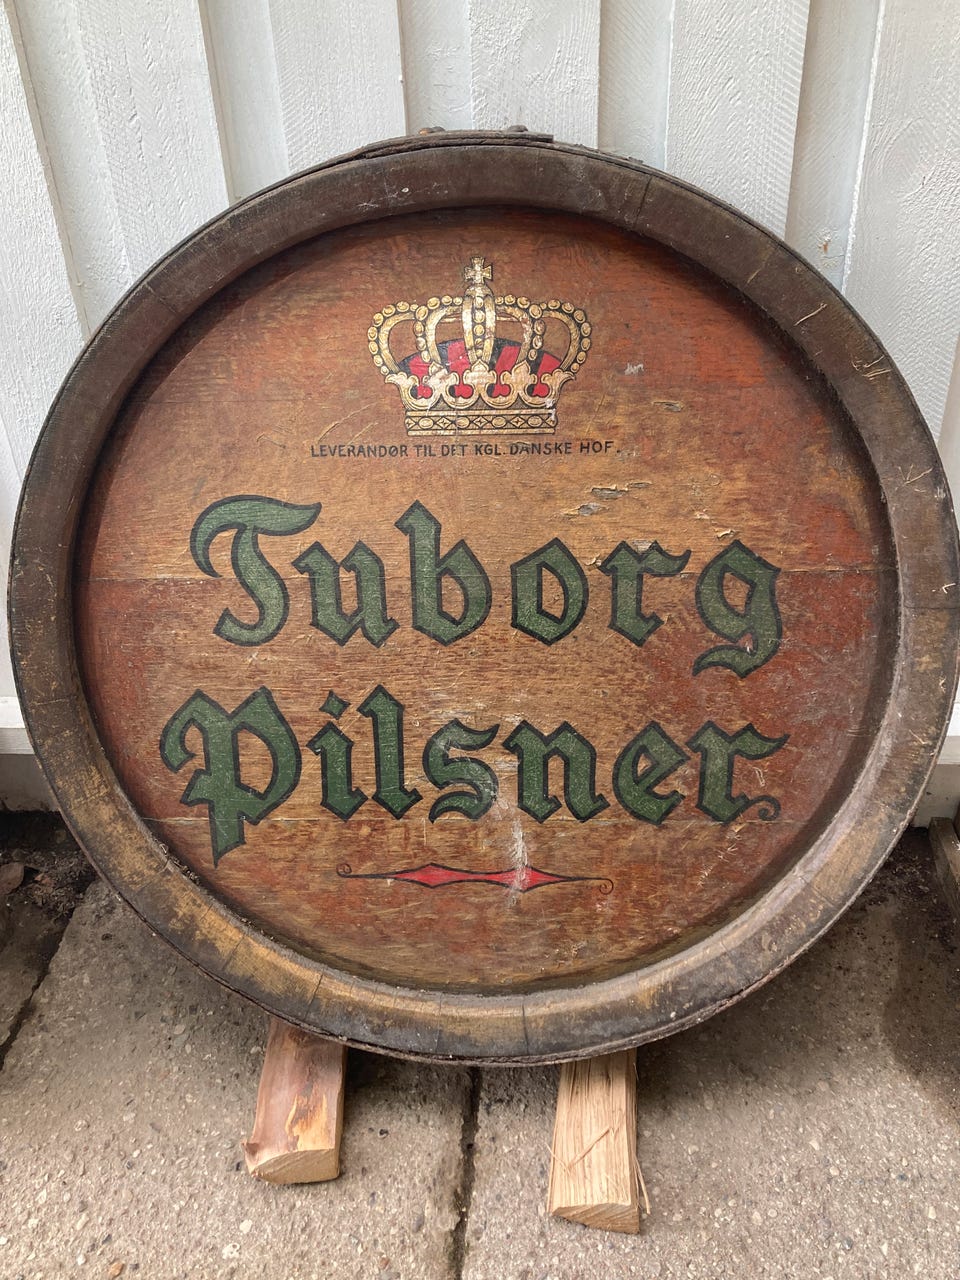 LEVERANDØR TIL DET KGL. DANSKE HOF.
Tuborg
Pilsner